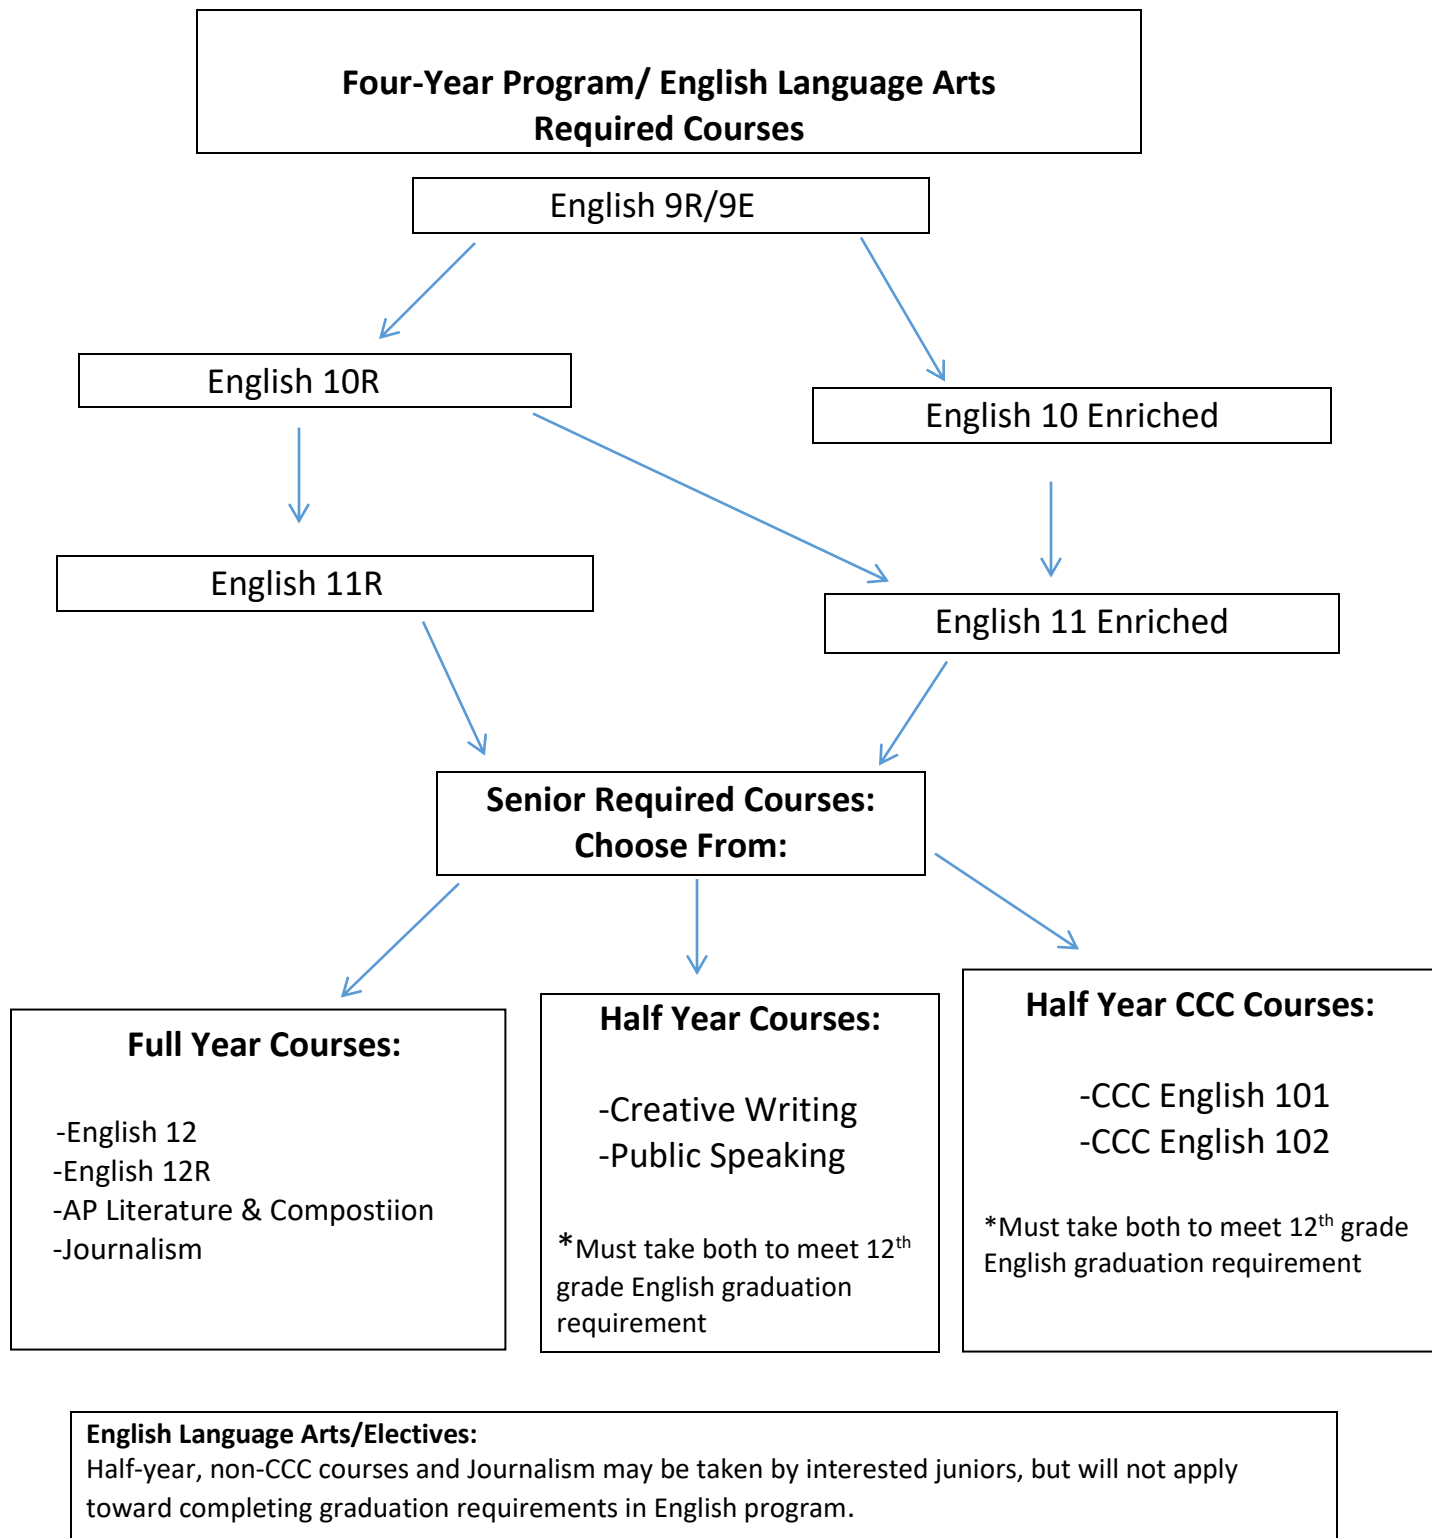 Four-Year Program/ English Language Arts
Required Courses
English 9R/9E
English 10R
English 10 Enriched
English 11R
English 11 Enriched
Senior Required Courses:
Choose From:
Full Year Courses:
-English 12
-English 12R
-AP Literature & Compostiion
-Journalism
Half Year Courses:
-Creative Writing
-Public Speaking
*Must take both to meet 12th
grade English graduation
requirement
Half Year CCC Courses:
-CCC English 101
-CCC English 102
*Must take both to meet 12th grade
English graduation requirement
English Language Arts/Electives:
Half-year, non-CCC courses and Journalism may be taken by interested juniors, but will not apply
toward completing graduation requirements in English program.